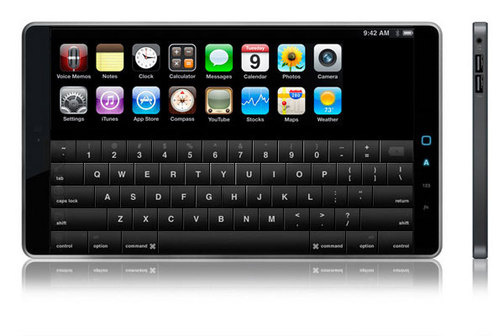 9:42 AM
Voice Memos Notes Clock Calculator Messages Calendar Photos Camera
Tuesday
9
Settings iTunes App Store Compass YouTube Stocks Maps Weather
280
73°
~ ! @ # $ % ^ & * ( ) _ +
` 1 2 3 4 5 6 7 8 9 0 - =
tab Q W E R T Y U I O P { [ } ] | \
caps lock A S D F G H J K L : ; " ' return
shift Z X C V B N M < , > . ? / shift
control option command ⌘ ⌘ command option control
A
123